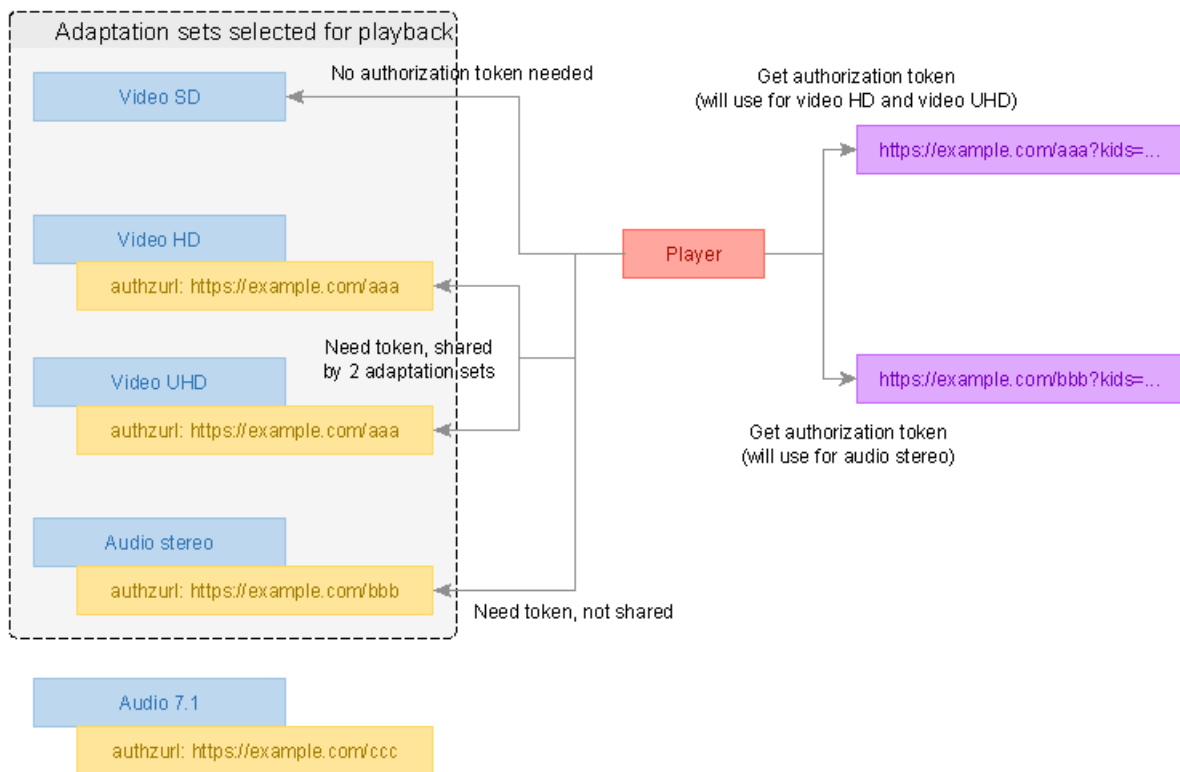 Adaptation sets selected for playback
Video SD
No authorization token needed
Get authorization token
(will use for video HD and video UHD)
https://example.com/aaa?kids=...
Video HD
authzurl: https://example.com/aaa
Player
Need token, shared
by 2 adaptation sets
Video UHD
authzurl: https://example.com/aaa
https://example.com/bbb?kids=...
Get authorization token
(will use for audio stereo)
Audio stereo
authzurl: https://example.com/bbb
Need token, not shared
Audio 7.1
authzurl: https://example.com/ccc